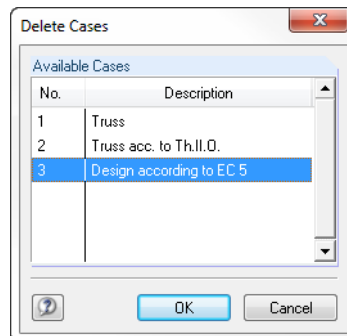 Delete Cases
Available Cases
No. Description
1 Truss
2 Truss acc. to Th.II.O.
3 Design according to EC 5
OK Cancel